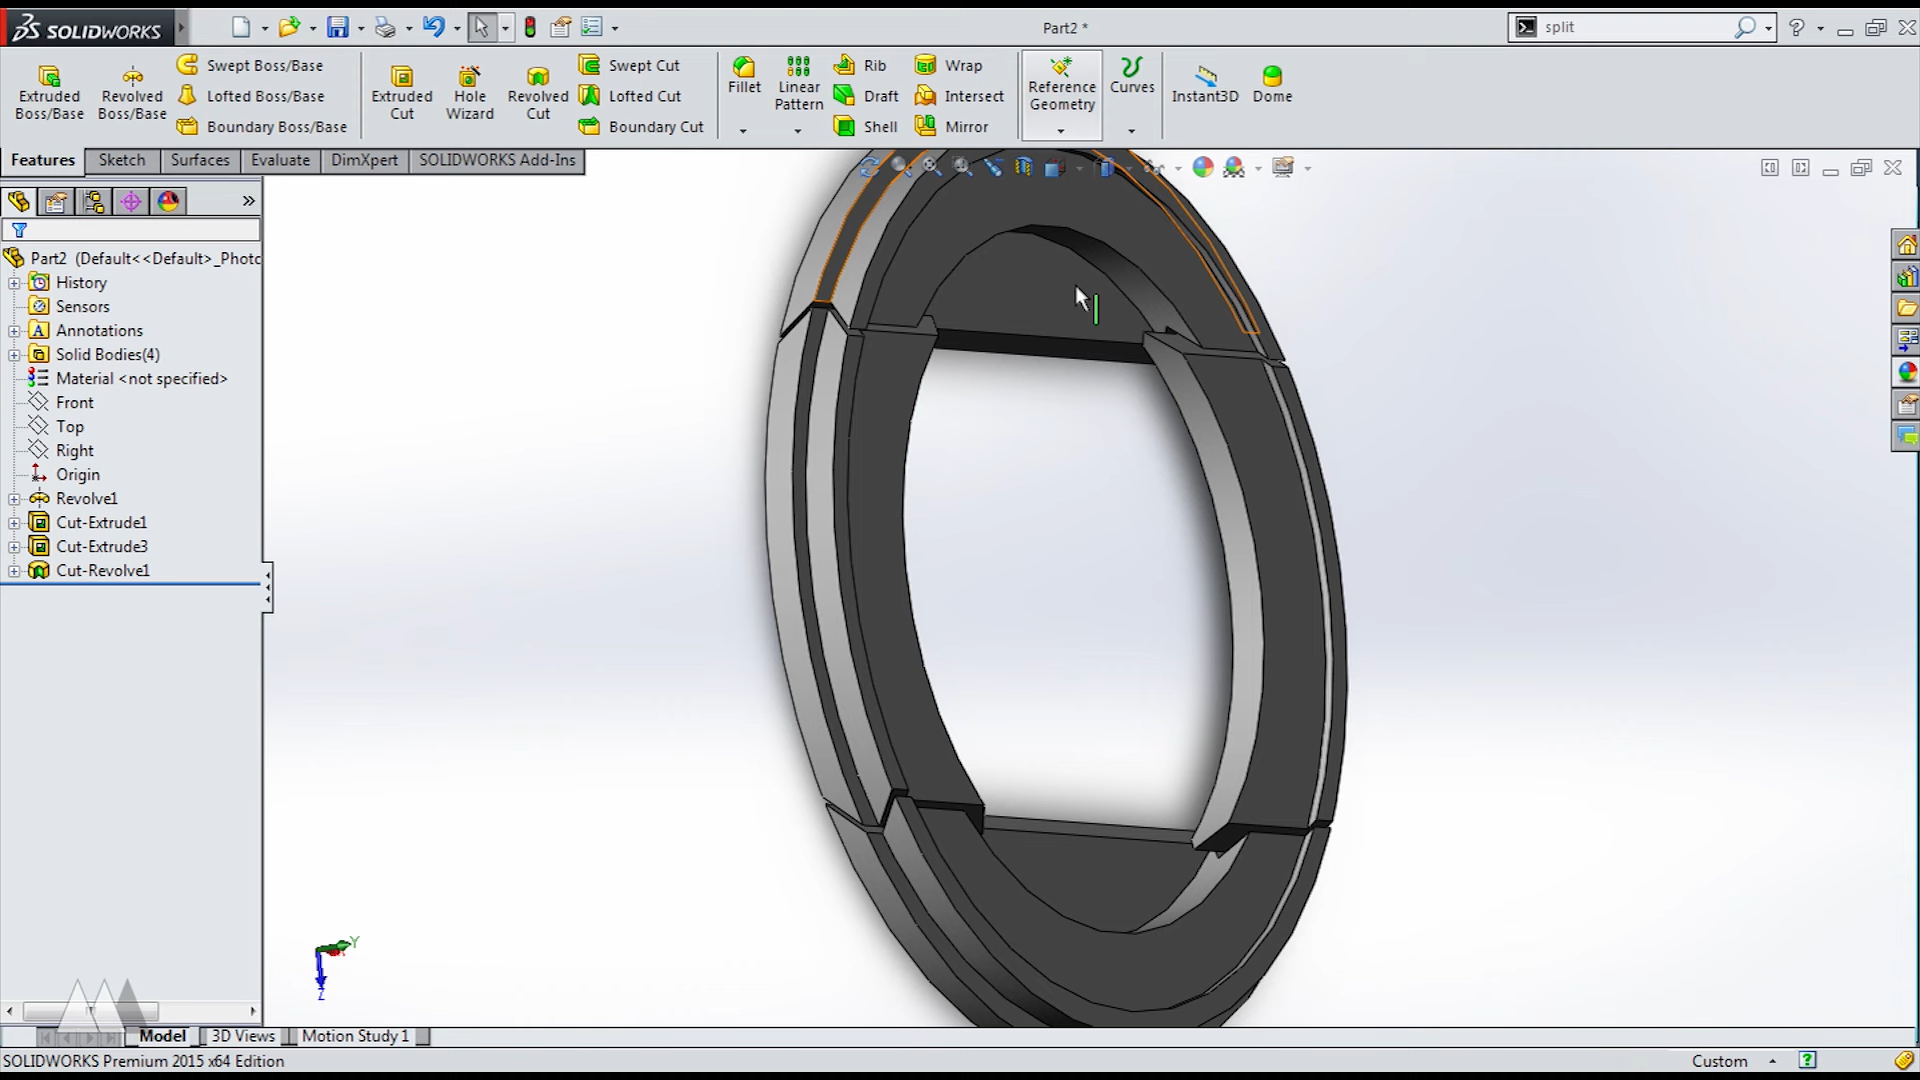 SOLIDWORKS
Part2 *
split
Extruded Boss/Base
Revolved Boss/Base
Swept Boss/Base
Lofted Boss/Base
Boundary Boss/Base
Extruded Cut
Hole Wizard
Revolved Cut
Swept Cut
Lofted Cut
Boundary Cut
Fillet
Linear Pattern
Rib
Draft
Shell
Wrap
Intersect
Mirror
Reference Geometry
Curves
Instant3D
Dome
Features
Sketch
Surfaces
Evaluate
DimXpert
SOLIDWORKS Add-Ins
Part2 (Default<<Default>_Photo
History
Sensors
Annotations
Solid Bodies(4)
Material <not specified>
Front
Top
Right
Origin
Revolve1
Cut-Extrude1
Cut-Extrude3
Cut-Revolve1
Y
Z
Model
3D Views
Motion Study 1
SOLIDWORKS Premium 2015 x64 Edition
Custom